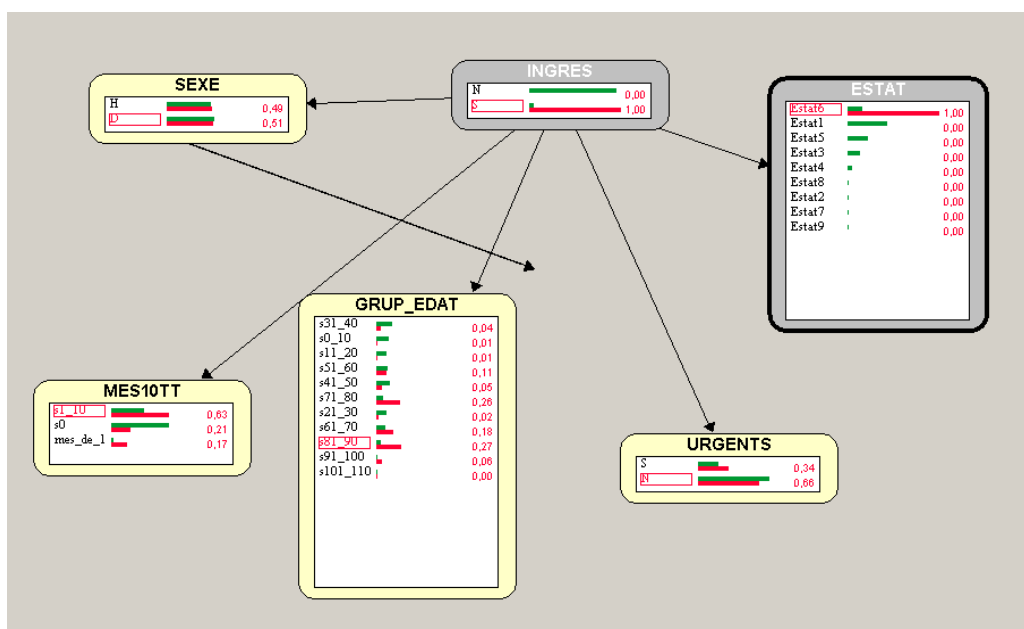 SEXE
H 0,49
D 0,51
INGRES
N 0,00
S 1,00
ESTAT
Estat6 1,00
Estat1 0,00
Estat5 0,00
Estat3 0,00
Estat4 0,00
Estat8 0,00
Estat2 0,00
Estat7 0,00
Estat9 0,00
GRUP_EDAT
s31_40 0,04
s0_10 0,01
s11_20 0,01
s51_60 0,11
s41_50 0,05
s71_80 0,26
s21_30 0,02
s61_70 0,18
s81_90 0,27
s91_100 0,06
s101_110 0,00
MES10TT
s1_10 0,63
s0 0,21
mes_de_1 0,17
URGENTS
S 0,34
N 0,66